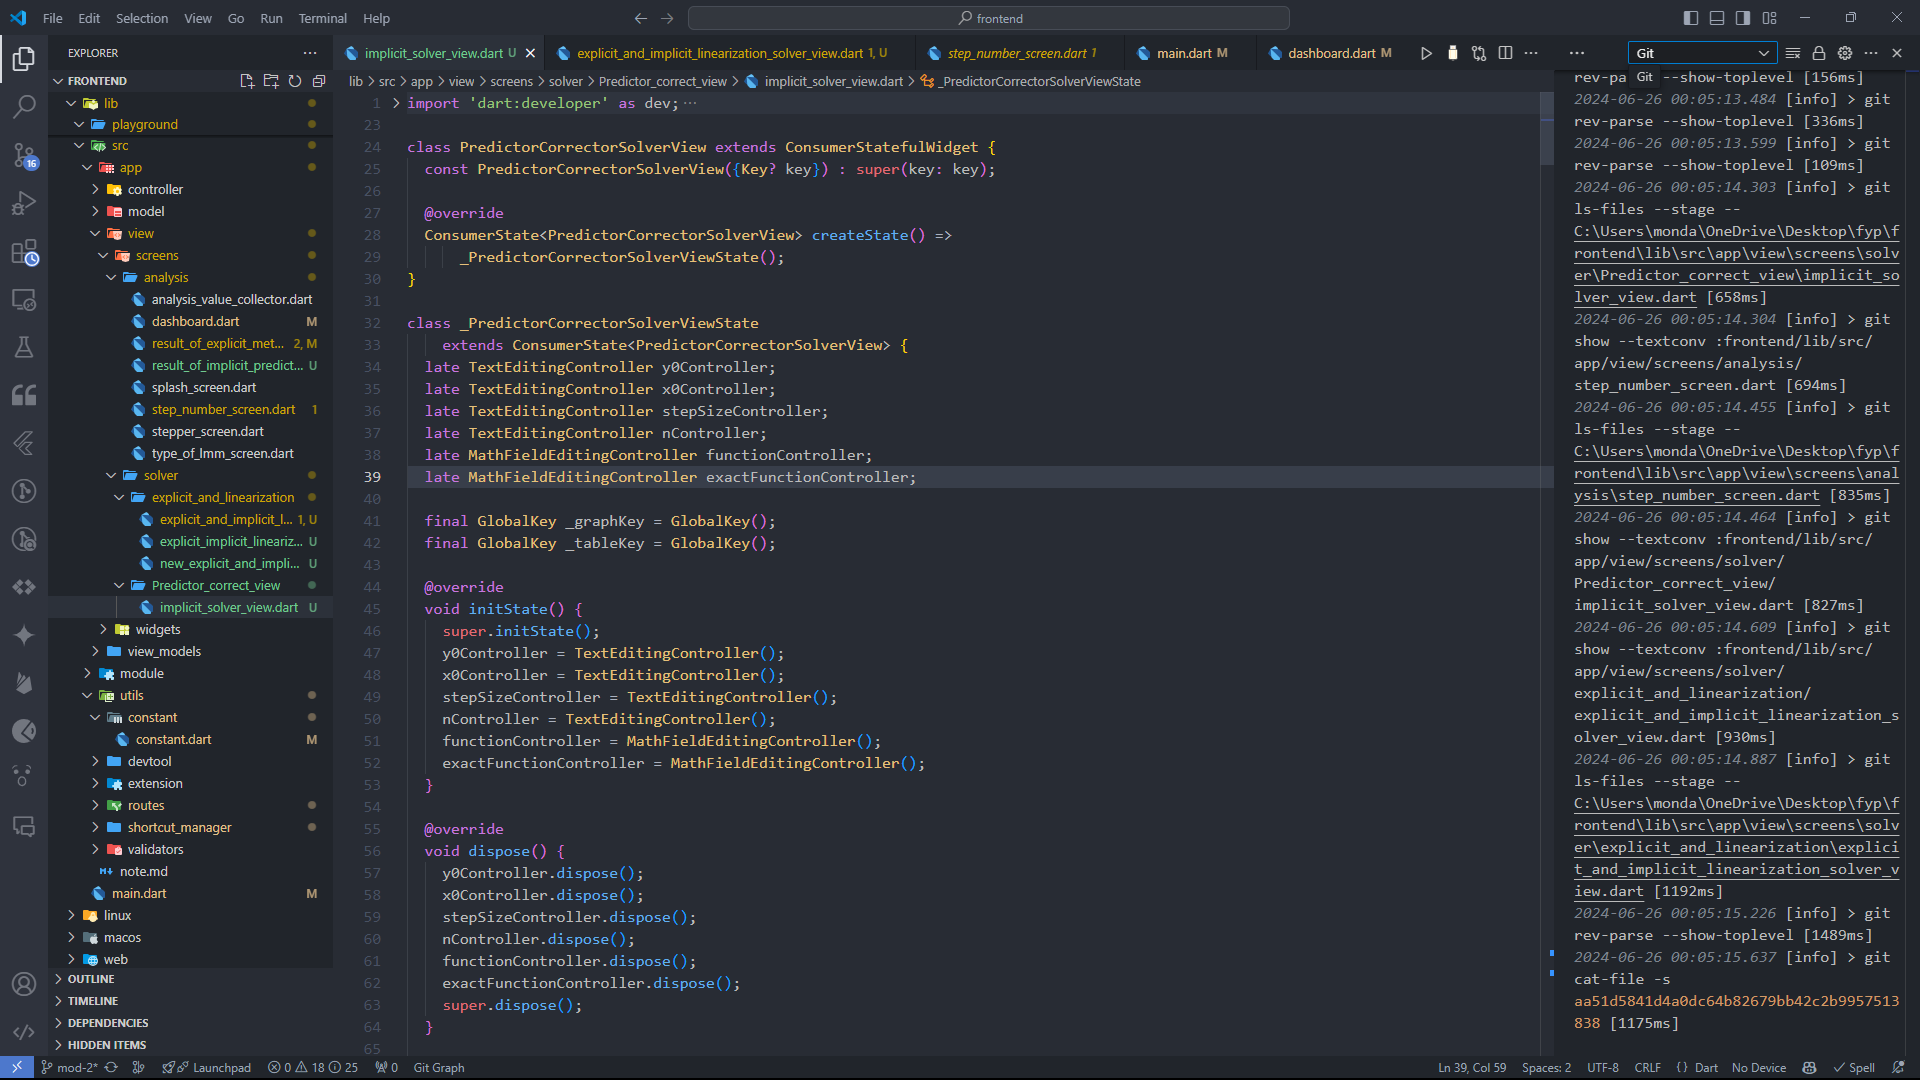 File Edit Selection View Go Run Terminal Help
frontend
EXPLORER
FRONTEND
lib
playground
src
app
controller
model
view
screens
analysis
analysis_value_collector.dart
dashboard.dart M
result_of_explicit_met... 2, M
result_of_implicit_predict... U
splash_screen.dart
step_number_screen.dart 1
stepper_screen.dart
type_of_lmm_screen.dart
solver
explicit_and_linearization
explicit_and_implicit_l... 1, U
explicit_implicit_lineariz... U
new_explicit_and_impli... U
Predictor_correct_view
implicit_solver_view.dart U
widgets
view_models
module
utils
constant
constant.dart M
devtool
extension
routes
shortcut_manager
validators
note.md
main.dart M
linux
macos
web
OUTLINE
TIMELINE
DEPENDENCIES
HIDDEN ITEMS
16
implicit_solver_view.dart U
explicit_and_implicit_linearization_solver_view.dart 1, U
step_number_screen.dart 1
main.dart M
dashboard.dart M
lib > src > app > view > screens > solver > Predictor_correct_view > implicit_solver_view.dart > _PredictorCorrectorSolverViewState
1 import 'dart:developer' as dev; ...
23
24 class PredictorCorrectorSolverView extends ConsumerStatefulWidget {
25 const PredictorCorrectorSolverView({Key? key}) : super(key: key);
26
27 @override
28 ConsumerState<PredictorCorrectorSolverView> createState() =>
29 _PredictorCorrectorSolverViewState();
30 }
31
32 class _PredictorCorrectorSolverViewState
33 extends ConsumerState<PredictorCorrectorSolverView> {
34 late TextEditingController y0Controller;
35 late TextEditingController x0Controller;
36 late TextEditingController stepSizeController;
37 late TextEditingController nController;
38 late MathFieldEditingController functionController;
39 late MathFieldEditingController exactFunctionController;
40
41 final GlobalKey _graphKey = GlobalKey();
42 final GlobalKey _tableKey = GlobalKey();
43
44 @override
45 void initState() {
46 super.initState();
47 y0Controller = TextEditingController();
48 x0Controller = TextEditingController();
49 stepSizeController = TextEditingController();
50 nController = TextEditingController();
51 functionController = MathFieldEditingController();
52 exactFunctionController = MathFieldEditingController();
53 }
54
55 @override
56 void dispose() {
57 y0Controller.dispose();
58 x0Controller.dispose();
59 stepSizeController.dispose();
60 nController.dispose();
61 functionController.dispose();
62 exactFunctionController.dispose();
63 super.dispose();
64 }
65
Git
Git
rev-parse --show-toplevel [156ms]
2024-06-26 00:05:13.484 [info] > git
rev-parse --show-toplevel [336ms]
2024-06-26 00:05:13.599 [info] > git
rev-parse --show-toplevel [109ms]
2024-06-26 00:05:14.303 [info] > git
ls-files --stage --
C:\Users\monda\OneDrive\Desktop\fyp\f
rontend\lib\src\app\view\screens\solv
er\Predictor_correct_view\implicit_so
lver_view.dart [658ms]
2024-06-26 00:05:14.304 [info] > git
show --textconv :frontend/lib/src/
app/view/screens/analysis/
step_number_screen.dart [694ms]
2024-06-26 00:05:14.455 [info] > git
ls-files --stage --
C:\Users\monda\OneDrive\Desktop\fyp\f
rontend\lib\src\app\view\screens\anal
ysis\step_number_screen.dart [835ms]
2024-06-26 00:05:14.464 [info] > git
show --textconv :frontend/lib/src/
app/view/screens/solver/
Predictor_correct_view/
implicit_solver_view.dart [827ms]
2024-06-26 00:05:14.609 [info] > git
show --textconv :frontend/lib/src/
app/view/screens/solver/
explicit_and_linearization/
explicit_and_implicit_linearization_s
olver_view.dart [930ms]
2024-06-26 00:05:14.887 [info] > git
ls-files --stage --
C:\Users\monda\OneDrive\Desktop\fyp\f
rontend\lib\src\app\view\screens\solv
er\explicit_and_linearization\explici
t_and_implicit_linearization_solver_v
iew.dart [1192ms]
2024-06-26 00:05:15.226 [info] > git
rev-parse --show-toplevel [1489ms]
2024-06-26 00:05:15.637 [info] > git
cat-file -s
aa51d5841d4a0dc64b82679bb42c2b9957513
838 [1175ms]
mod-2* Launchpad 0 18 25 0 Git Graph
Ln 39, Col 59 Spaces: 2 UTF-8 CRLF {} Dart No Device Spell